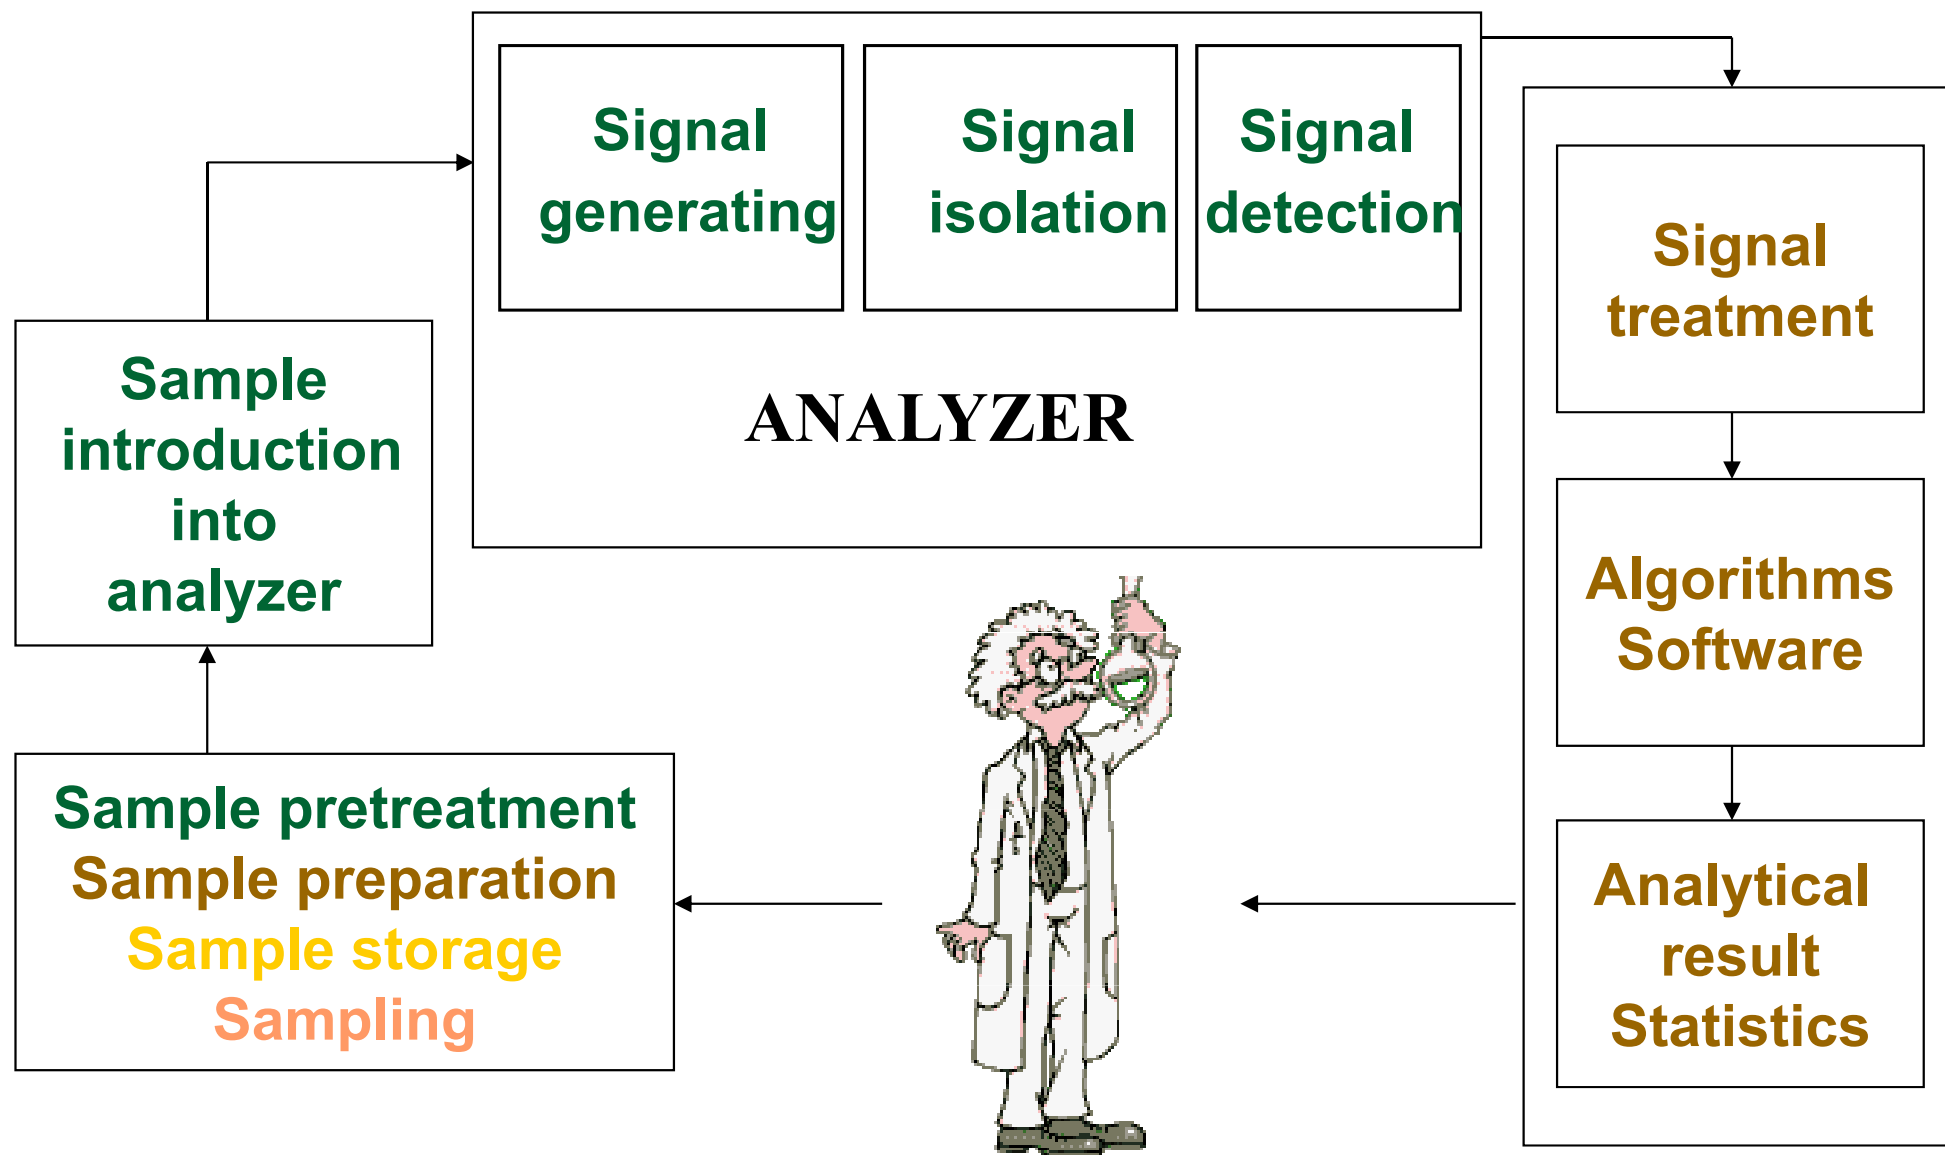 Signal
generating
Signal
isolation
Signal
detection
ANALYZER
Signal
treatment
Algorithms
Software
Analytical
result
Statistics
Sample
introduction
into
analyzer
Sample pretreatment
Sample preparation
Sample storage
Sampling